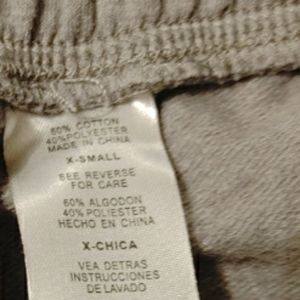 60% COTTON
40% POLYESTER
MADE IN CHINA
X-SMALL
SEE REVERSE
FOR CARE
60% ALGODON
40% POLIESTER
HECHO EN CHINA
X-CHICA
VEA DETRAS
INSTRUCCIONES
DE LAVADO